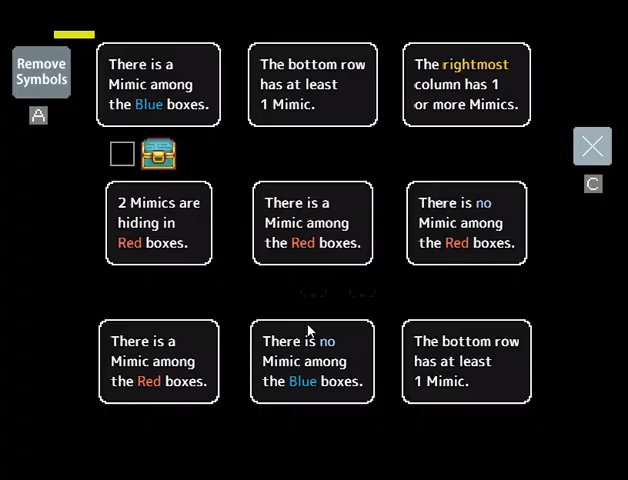 Remove
Symbols
A
There is a
Mimic among
the Blue boxes.
The bottom row
has at least
1 Mimic.
The rightmost
column has 1
or more Mimics.
C
2 Mimics are
hiding in
Red boxes.
There is a
Mimic among
the Red boxes.
There is no
Mimic among
the Red boxes.
There is a
Mimic among
the Red boxes.
There is no
Mimic among
the Blue boxes.
The bottom row
has at least
1 Mimic.